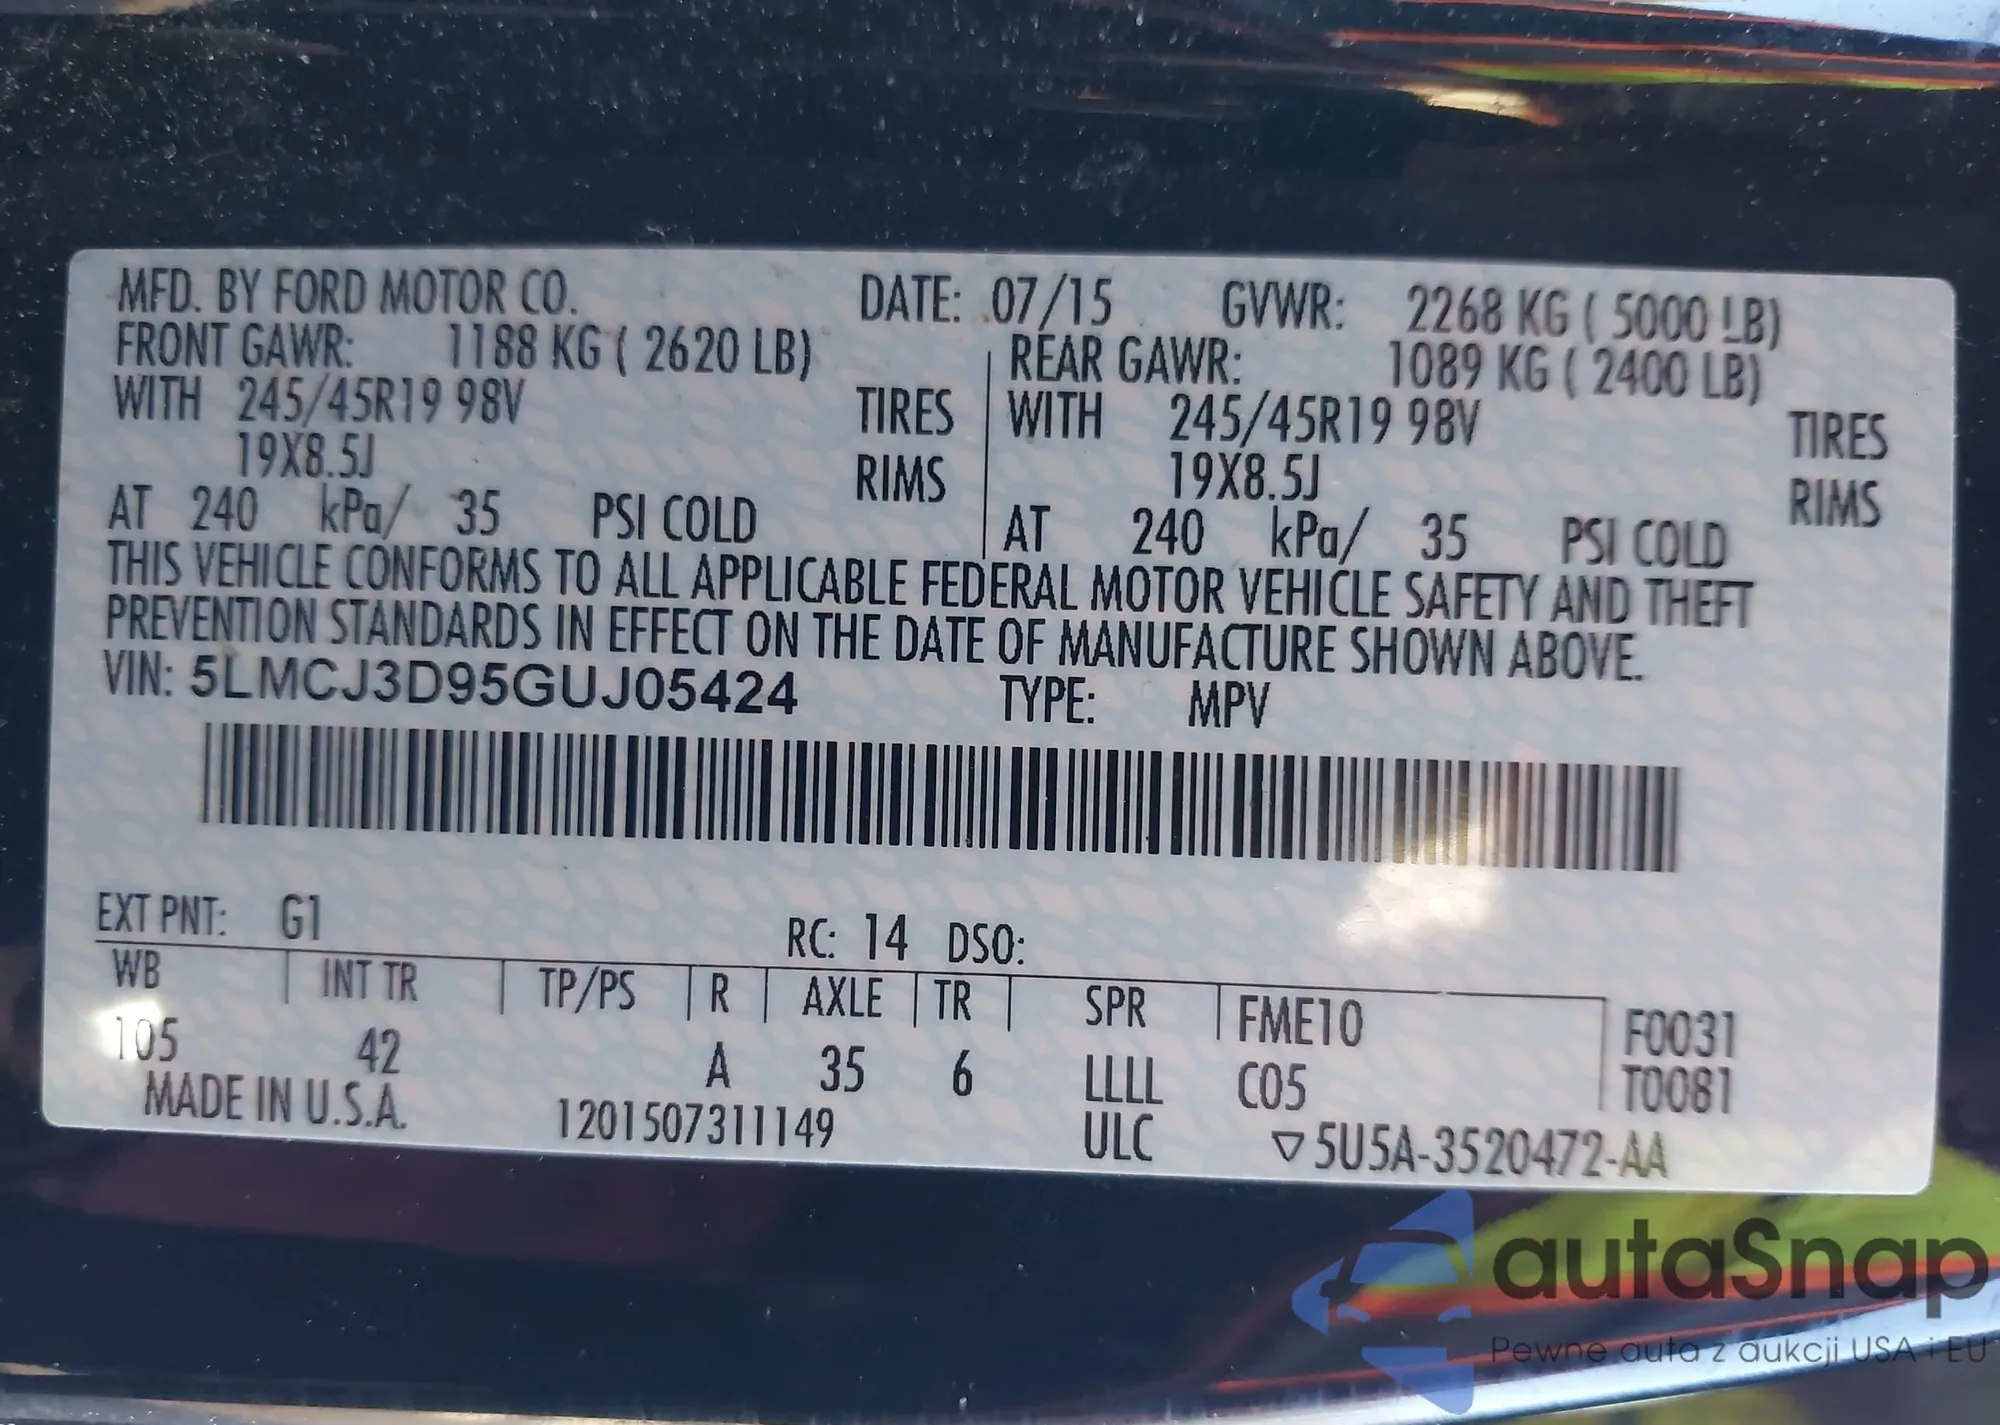 MFD. BY FORD MOTOR CO. DATE: 07/15 GVWR: 2268 KG ( 5000 LB)
FRONT GAWR: 1188 KG ( 2620 LB) REAR GAWR: 1089 KG ( 2400 LB)
WITH 245/45R19 98V TIRES WITH 245/45R19 98V TIRES
19X8.5J RIMS 19X8.5J RIMS
AT 240 kPa/ 35 PSI COLD AT 240 kPa/ 35 PSI COLD
THIS VEHICLE CONFORMS TO ALL APPLICABLE FEDERAL MOTOR VEHICLE SAFETY AND THEFT
PREVENTION STANDARDS IN EFFECT ON THE DATE OF MANUFACTURE SHOWN ABOVE.
VIN: 5LMCJ3D95GUJ05424 TYPE: MPV
EXT PNT: G1 RC: 14 DSO:
WB INT TR TP/PS R AXLE TR SPR FME10 F0031
105 42 A 35 6 LLLL C05 T0081
MADE IN U.S.A. 1201507311149 ULC ▽5U5A-3520472-AA
autaSnap
Pewne auta z aukcji USA i EU